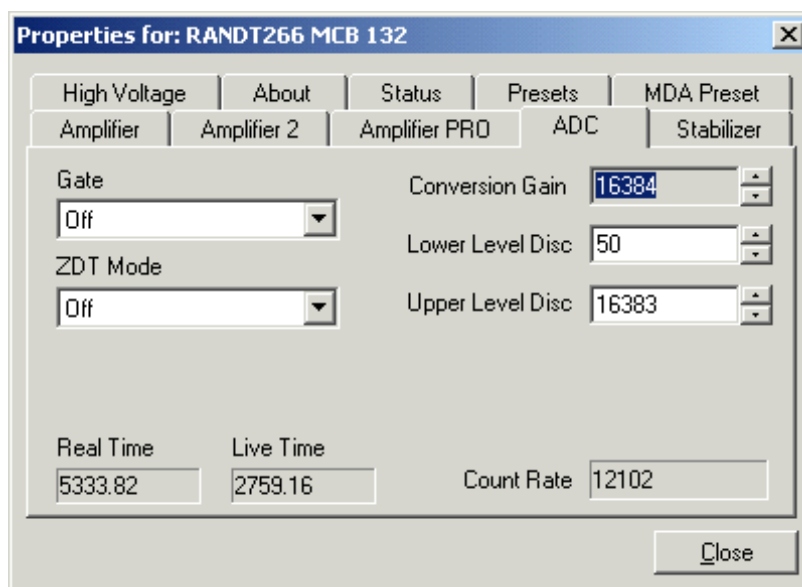 Properties for: RANDT266 MCB 132
High Voltage About Status Presets MDA Preset
Amplifier Amplifier 2 Amplifier PRO ADC Stabilizer
Gate
Off
ZDT Mode
Off
Conversion Gain 16384
Lower Level Disc 50
Upper Level Disc 16383
Real Time Live Time
5333.82 2759.16
Count Rate 12102
Close